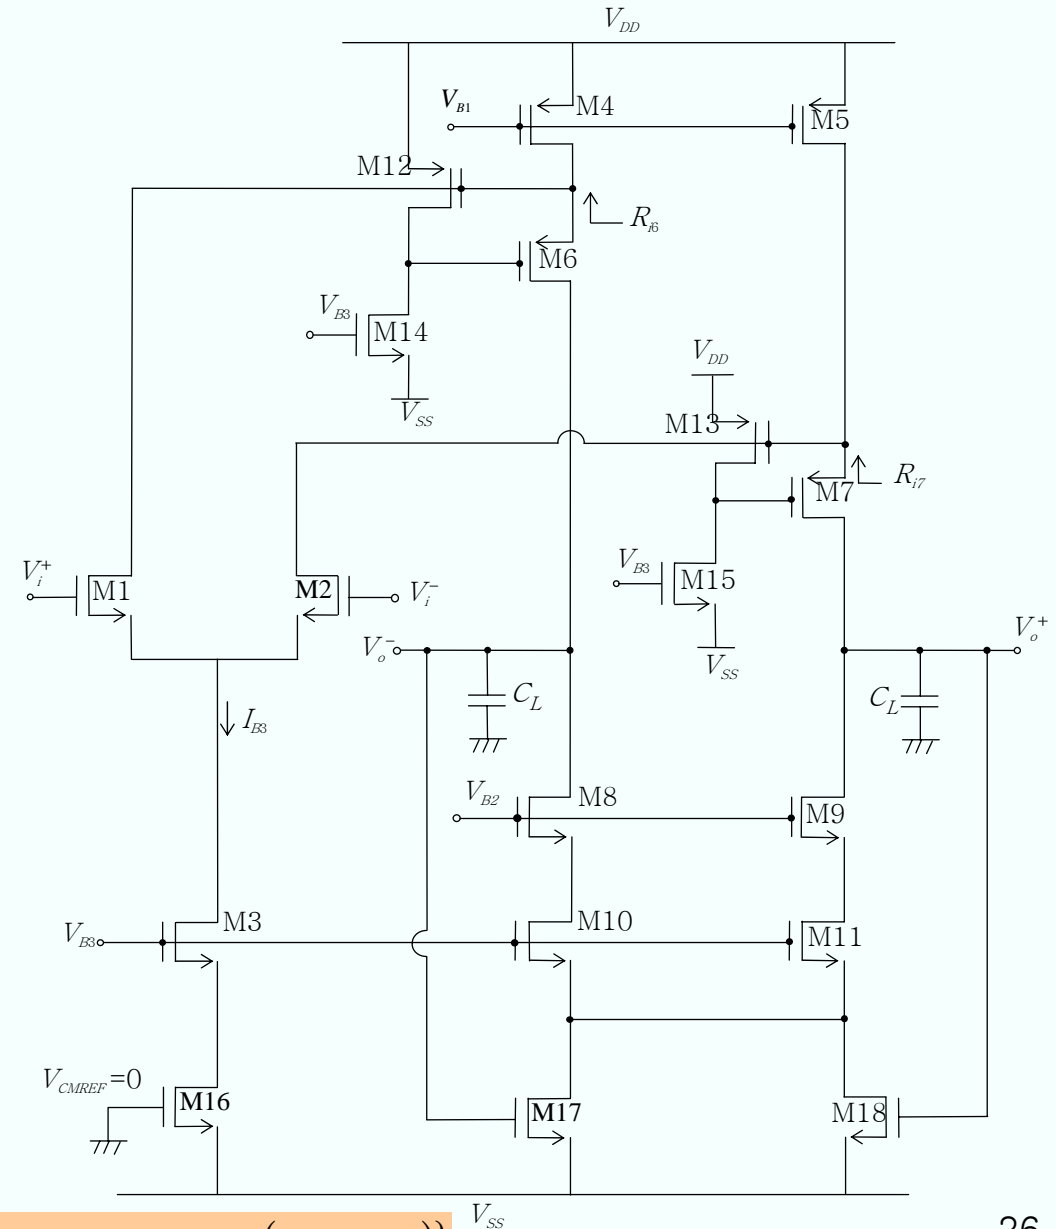 V_DD
V_B1
M4
M5
M12
R_i6
M6
V_B3
M14
V_DD
V_SS
M13
R_i7
M7
V_i^+
M1
M2
V_i^-
V_B3
M15
V_o^-
V_o^+
V_SS
C_L
C_L
I_B3
V_B2
M8
M9
V_B3
M3
M10
M11
V_CMREF=0
M16
M17
M18
V_SS
26